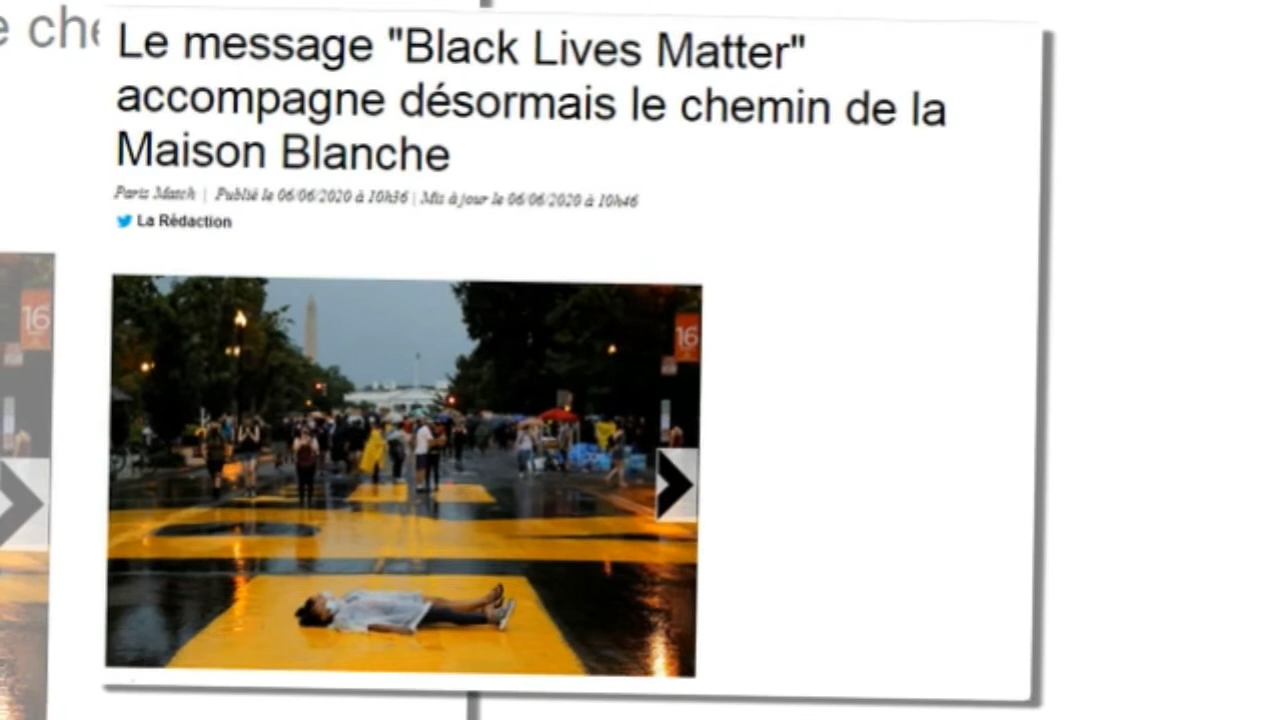 e che
Le message "Black Lives Matter"
accompagne désormais le chemin de la
Maison Blanche
Paris Match | Publié le 06/06/2020 à 10h36 | Mis à jour le 06/06/2020 à 10h46
La Rédaction
16
16